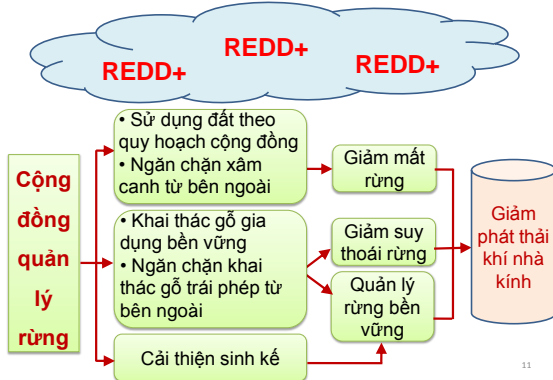 REDD+
REDD+
REDD+
• Sử dụng đất theo
quy hoạch cộng đồng
• Ngăn chặn xâm
canh từ bên ngoài
Giảm mất
rừng
Cộng
đồng
quản
lý
rừng
• Khai thác gỗ gia
dụng bền vững
• Ngăn chặn khai
thác gỗ trái phép từ
bên ngoài
Giảm suy
thoái rừng
Quản lý
rừng bền
vững
Giảm
phát thải
khí nhà
kính
Cải thiện sinh kế
11